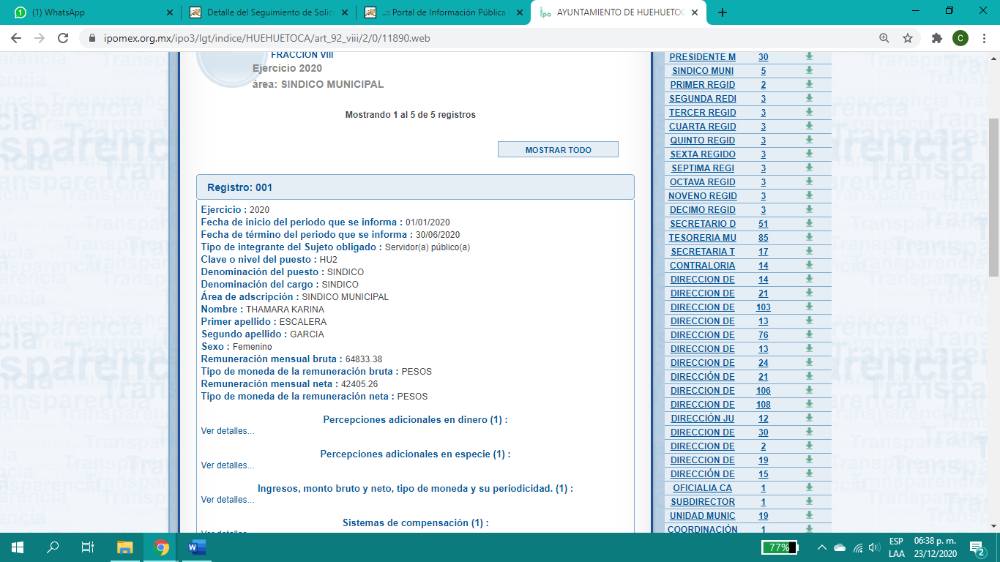 (1) WhatsApp
Detalle del Seguimiento de Solic
..:: Portal de Información Pública
AYUNTAMIENTO DE HUEHUETOC
ipomex.org.mx/ipo3/lgt/indice/HUEHUETOCA/art_92_viii/2/0/11890.web
C
FRACCIÓN VIII
Ejercicio 2020
área: SINDICO MUNICIPAL
Mostrando 1 al 5 de 5 registros
MOSTRAR TODO
Registro: 001
Ejercicio : 2020
Fecha de inicio del periodo que se informa : 01/01/2020
Fecha de término del periodo que se informa : 30/06/2020
Tipo de integrante del Sujeto obligado : Servidor(a) público(a)
Clave o nivel del puesto : HU2
Denominación del puesto : SINDICO
Denominación del cargo : SINDICO
Área de adscripción : SINDICO MUNICIPAL
Nombre : THAMARA KARINA
Primer apellido : ESCALERA
Segundo apellido : GARCIA
Sexo : Femenino
Remuneración mensual bruta : 64833.38
Tipo de moneda de la remuneración bruta : PESOS
Remuneración mensual neta : 42405.26
Tipo de moneda de la remuneración neta : PESOS
Percepciones adicionales en dinero (1) :
Ver detalles...
Percepciones adicionales en especie (1) :
Ver detalles...
Ingresos, monto bruto y neto, tipo de moneda y su periodicidad. (1) :
Ver detalles...
Sistemas de compensación (1) :
Ver detalles...
PRESIDENTE M 30
SINDICO MUNI 5
PRIMER REGID 2
SEGUNDA REDI 3
TERCER REGID 3
CUARTA REGID 3
QUINTO REGID 3
SEXTA REGIDO 3
SEPTIMA REGI 3
OCTAVA REGID 3
NOVENO REGID 3
DECIMO REGID 3
SECRETARIO D 51
TESORERIA MU 85
SECRETARIA T 17
CONTRALORIA 14
DIRECCION DE 14
DIRECCION DE 21
DIRECCION DE 103
DIRECCION DE 13
DIRECCION DE 76
DIRECCION DE 13
DIRECCION DE 24
DIRECCIÓN DE 21
DIRECCION DE 106
DIRECCION DE 108
DIRECCIÓN JU 12
DIRECCION DE 30
DIRECCION DE 2
DIRECCION DE 19
DIRECCIÓN DE 15
OFICIALIA CA 1
SUBDIRECTOR 1
UNIDAD MUNIC 19
COORDINACIÓN 1
77%
ESP
LAA
06:38 p. m.
23/12/2020
2